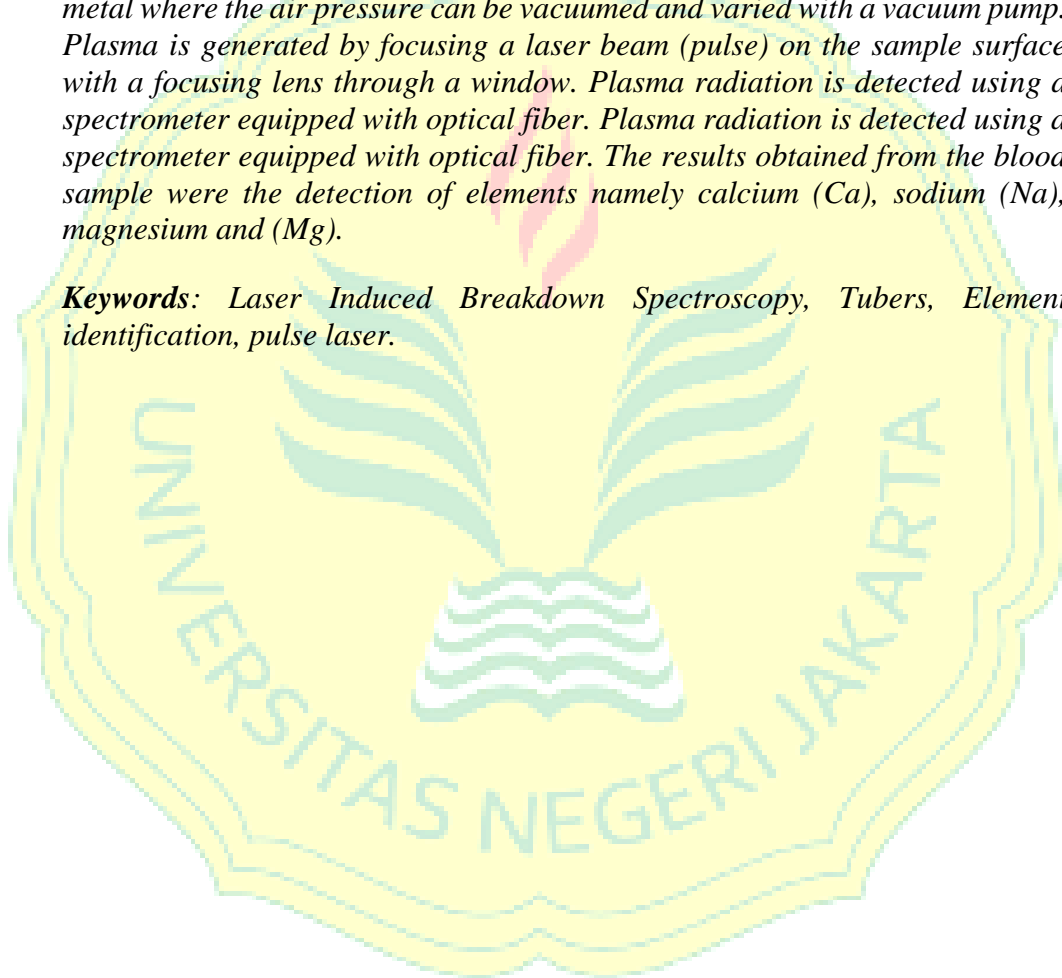 metal where the air pressure can be vacuumed and varied with a vacuum pump.
Plasma is generated by focusing a laser beam (pulse) on the sample surface
with a focusing lens through a window. Plasma radiation is detected using a
spectrometer equipped with optical fiber. Plasma radiation is detected using a
spectrometer equipped with optical fiber. The results obtained from the blood
sample were the detection of elements namely calcium (Ca), sodium (Na),
magnesium and (Mg).
Keywords: Laser Induced Breakdown Spectroscopy, Tubers, Element
identification, pulse laser.
UNIVERSITAS NEGERI JAKARTA